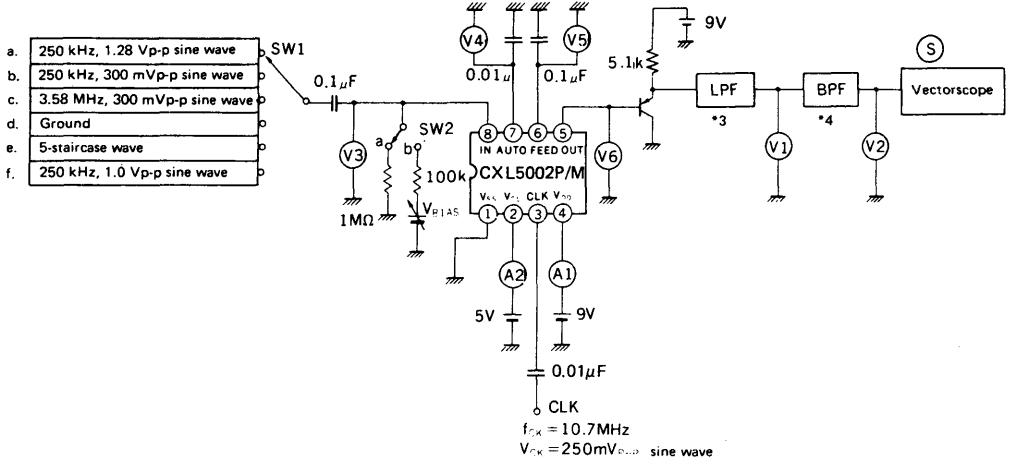 a. 250 kHz, 1.28 Vp-p sine wave
b. 250 kHz, 300 mVp-p sine wave
c. 3.58 MHz, 300 mVp-p sine wave
d. Ground
e. 5-staircase wave
f. 250 kHz, 1.0 Vp-p sine wave
SW1
0.1μF
V3
a
SW2
b
1MΩ
100k
VBIAS
V4
0.01μ
V5
0.1μF
8 7 6 5
IN AUTO FEED OUT
CXL5002P/M
VSS CLK VDD
1 2 3 4
A2
A1
5V
9V
0.01μF
CLK
fCK = 10.7MHz
VCK = 250mVp-p sine wave
V6
5.1k
9V
LPF
*3
V1
BPF
*4
V2
S
Vectorscope